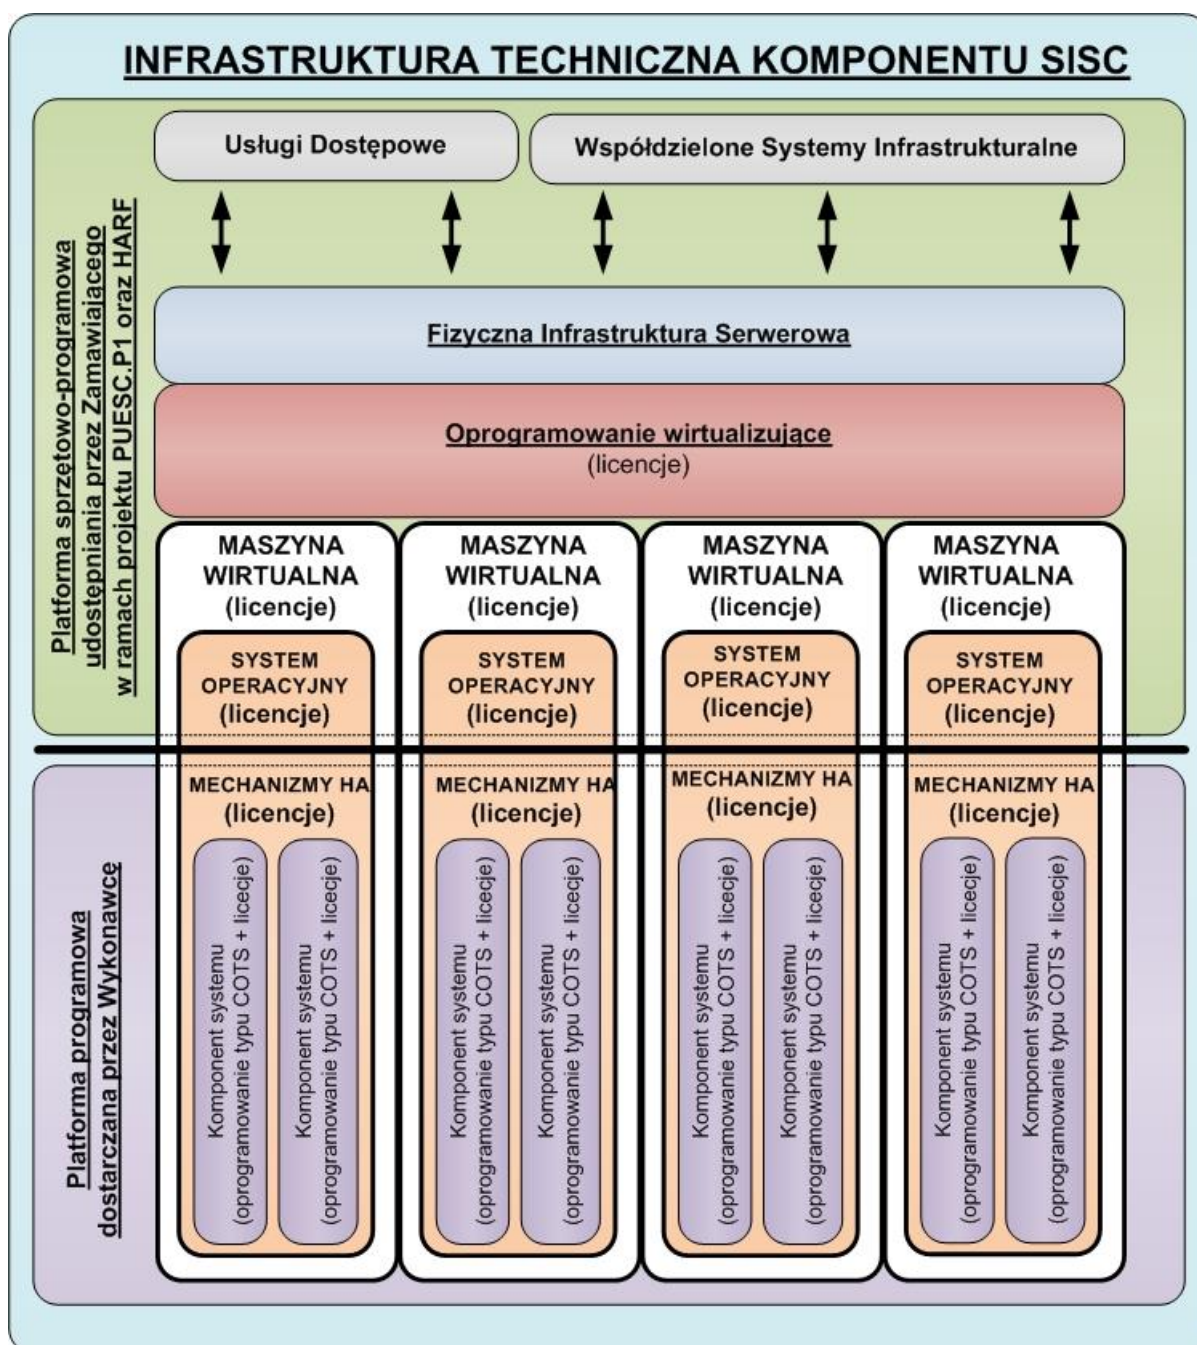 INFRASTRUKTURA TECHNICZNA KOMPONENTU SISC
Usługi Dostępowe
Współdzielone Systemy Infrastrukturalne
Platforma sprzętowo-programowa
udostępniania przez Zamawiającego
w ramach projektu PUESC.P1 oraz HARF
Fizyczna Infrastruktura Serwerowa
Oprogramowanie wirtualizujące
(licencje)
MASZYNA
WIRTUALNA
(licencje)
SYSTEM
OPERACYJNY
(licencje)
MECHANIZMY HA
(licencje)
Komponent systemu
(oprogramowanie typu COTS + licecje)
Komponent systemu
(oprogramowanie typu COTS + licecje)
MASZYNA
WIRTUALNA
(licencje)
SYSTEM
OPERACYJNY
(licencje)
MECHANIZMY HA
(licencje)
Komponent systemu
(oprogramowanie typu COTS + licecje)
Komponent systemu
(oprogramowanie typu COTS + licecje)
MASZYNA
WIRTUALNA
(licencje)
SYSTEM
OPERACYJNY
(licencje)
MECHANIZMY HA
(licencje)
Komponent systemu
(oprogramowanie typu COTS + licecje)
Komponent systemu
(oprogramowanie typu COTS + licecje)
MASZYNA
WIRTUALNA
(licencje)
SYSTEM
OPERACYJNY
(licencje)
MECHANIZMY HA
(licencje)
Komponent systemu
(oprogramowanie typu COTS + licecje)
Komponent systemu
(oprogramowanie typu COTS + licecje)
Platforma programowa
dostarczana przez Wykonawcę